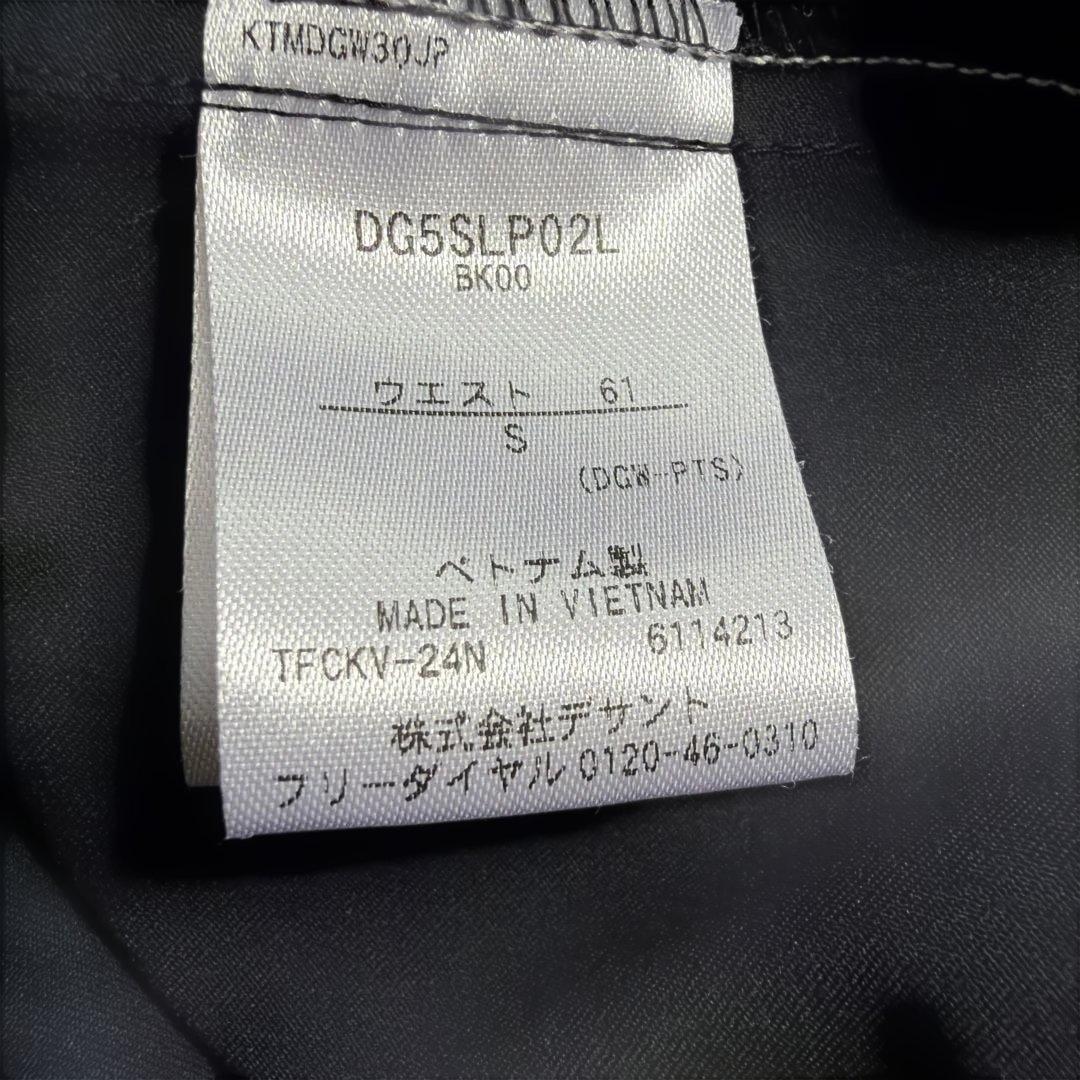 KTMDGW30JP
DG5SLP02L
BK00
ウエスト 61
S
(DGW-PTS)
ベトナム製
MADE IN VIETNAM
TFCKV-24N 6114213
株式会社デサント
フリーダイヤル 0120-46-0310